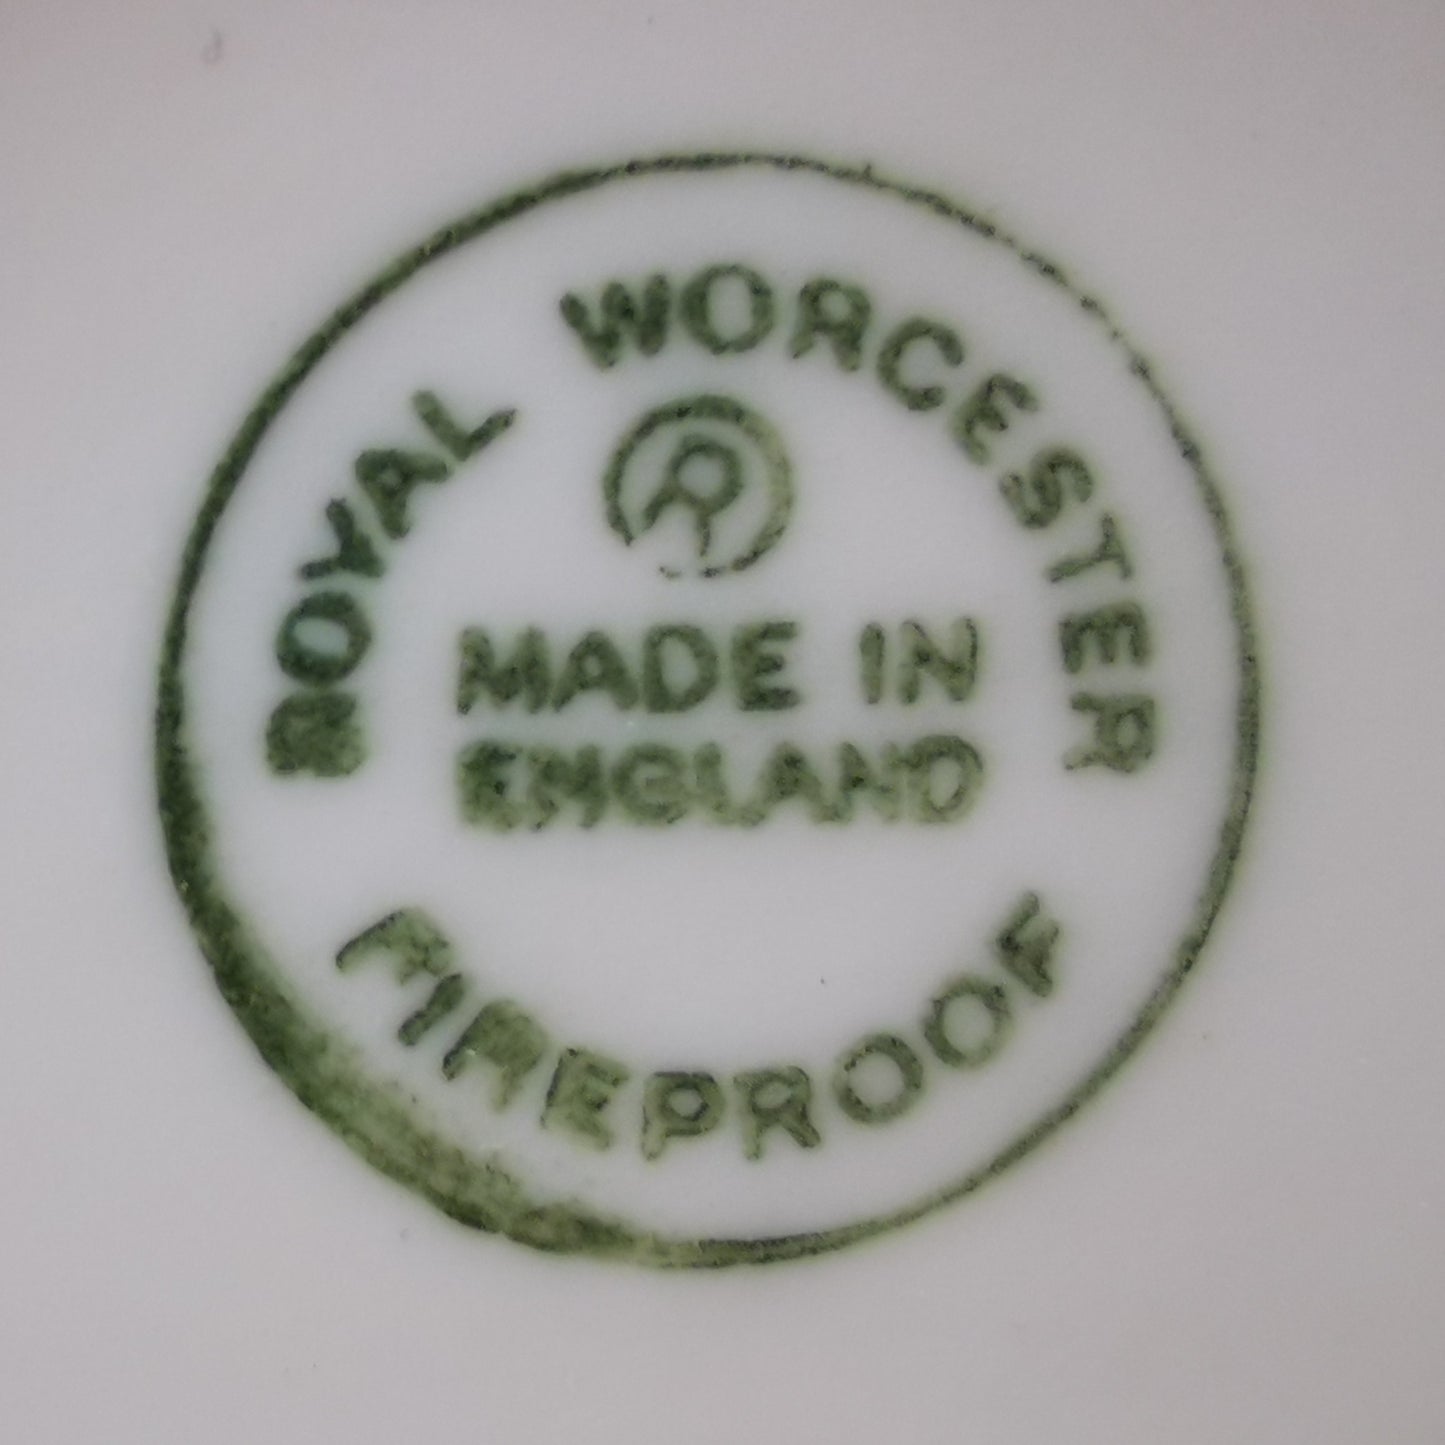 ROYAL WORCESTER
R
MADE IN
ENGLAND
FIREPROOF